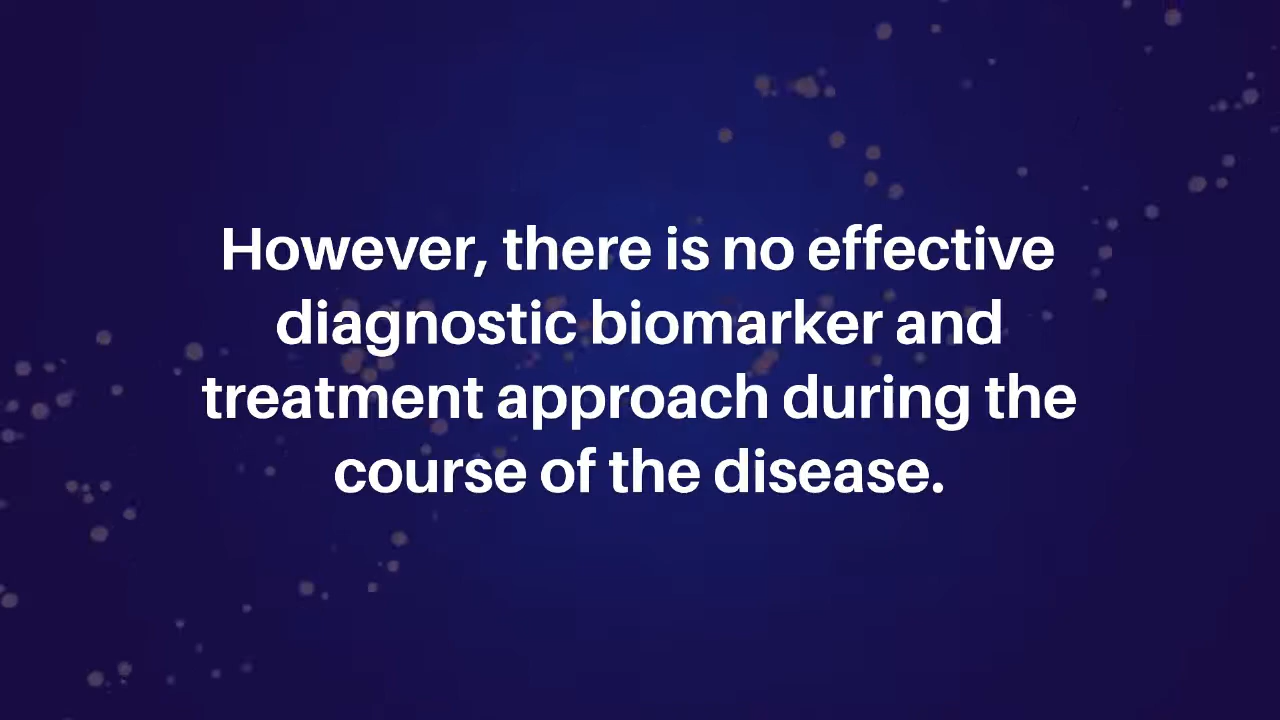 However, there is no effective
diagnostic biomarker and
treatment approach during the
course of the disease.